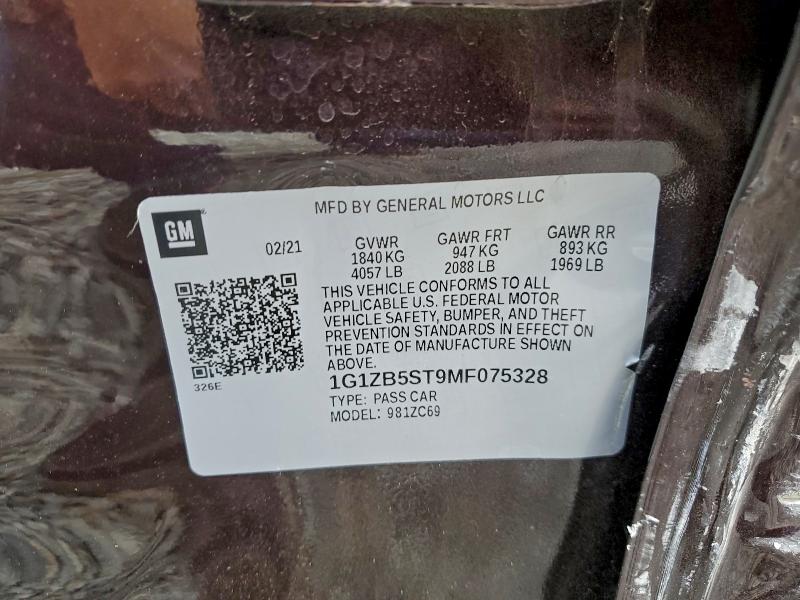 GM
MFD BY GENERAL MOTORS LLC
02/21
GVWR
1840 KG
4057 LB
GAWR FRT
947 KG
2088 LB
GAWR RR
893 KG
1969 LB
THIS VEHICLE CONFORMS TO ALL
APPLICABLE U.S. FEDERAL MOTOR
VEHICLE SAFETY, BUMPER, AND THEFT
PREVENTION STANDARDS IN EFFECT ON
THE DATE OF MANUFACTURE SHOWN
ABOVE.
326E
1G1ZB5ST9MF075328
TYPE: PASS CAR
MODEL: 981ZC69